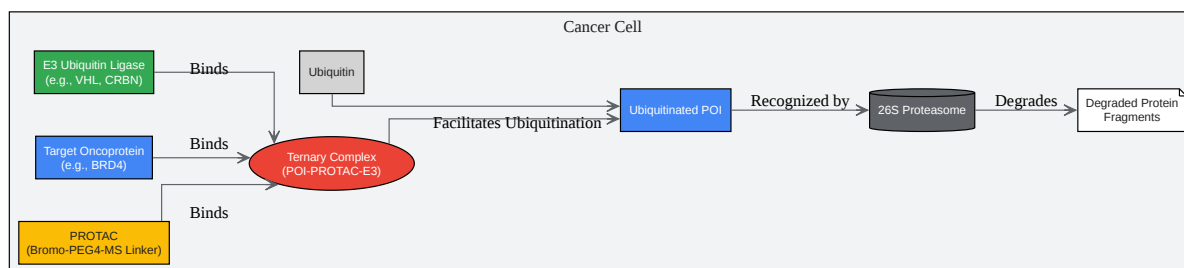 Cancer Cell
E3 Ubiquitin Ligase
(e.g., VHL, CRBN)
Binds
Ubiquitin
Target Oncoprotein
(e.g., BRD4)
Binds
Ternary Complex
(POI-PROTAC-E3)
Facilitates Ubiquitination
Ubiquitinated POI
Recognized by
26S Proteasome
Degrades
Degraded Protein
Fragments
PROTAC
(Bromo-PEG4-MS Linker)
Binds